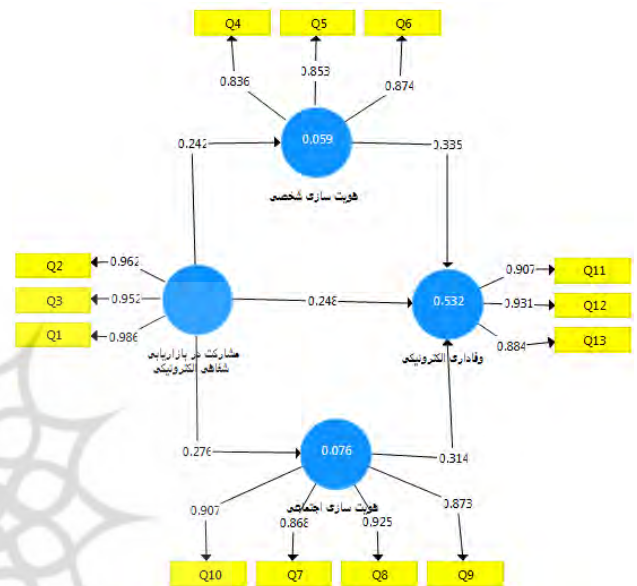 Q4 Q5 Q6
0.836 0.853 0.874
0.059
0.242 0.335
هویت سازی شخصی
Q2 0.962
Q3 0.952
Q1 0.986
مشارکت در بازاریابی
شفاهی الکترونیکی
0.248
0.532
وفاداری الکترونیکی
0.907 Q11
0.931 Q12
0.884 Q13
0.276 0.076 0.314
هویت سازی اجتماعی
0.907 0.868 0.925 0.873
Q10 Q7 Q8 Q9